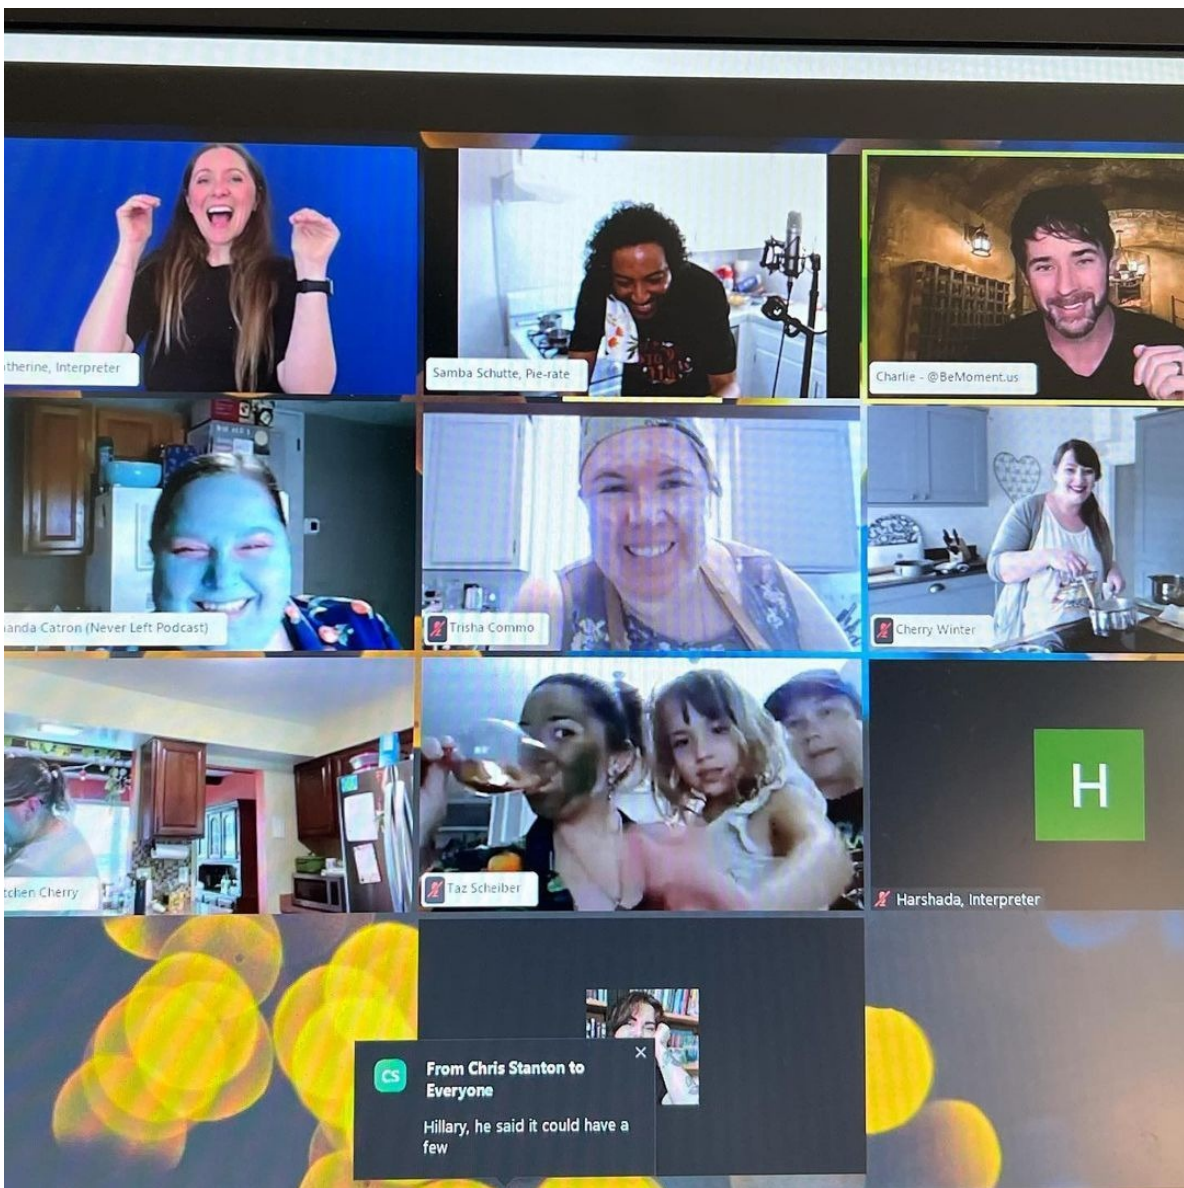 therine, Interpreter
Samba Schutte, Pie-rate
Charlie - @BeMoment.us
anda Catron (Never Left Podcast)
Trisha Commo
Cherry Winter
tchen Cherry
Taz Scheiber
H
Harshada, Interpreter
CS
From Chris Stanton to
Everyone
Hillary, he said it could have a
few